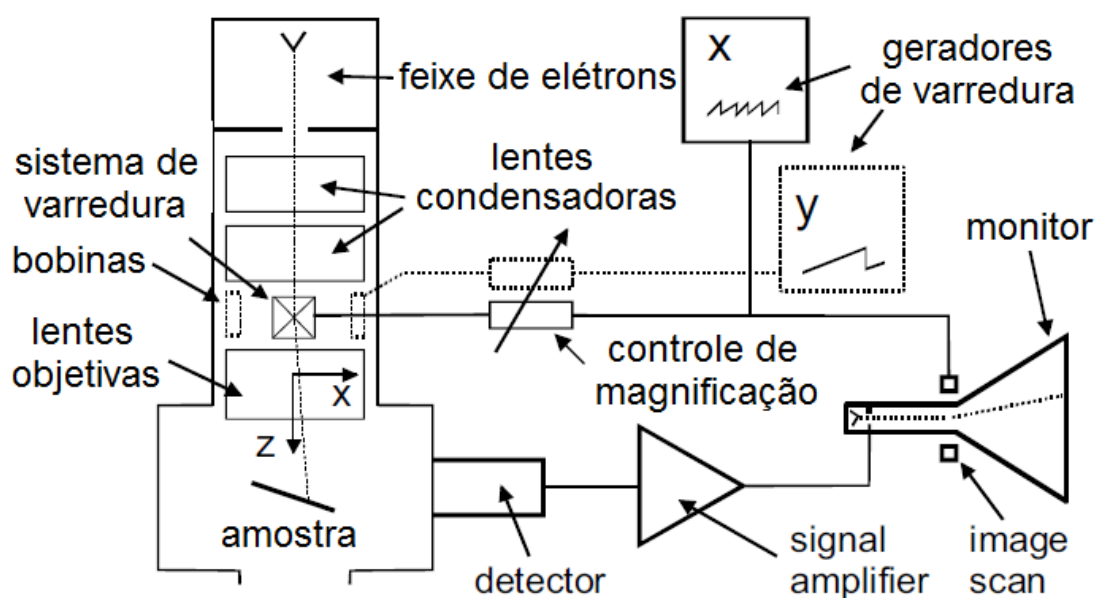 feixe de elétrons
x
geradores
de varredura
sistema de
varredura
lentes
condensadoras
y
monitor
bobinas
lentes
objetivas
controle de
magnificação
x
z
amostra
detector
signal
amplifier
image
scan